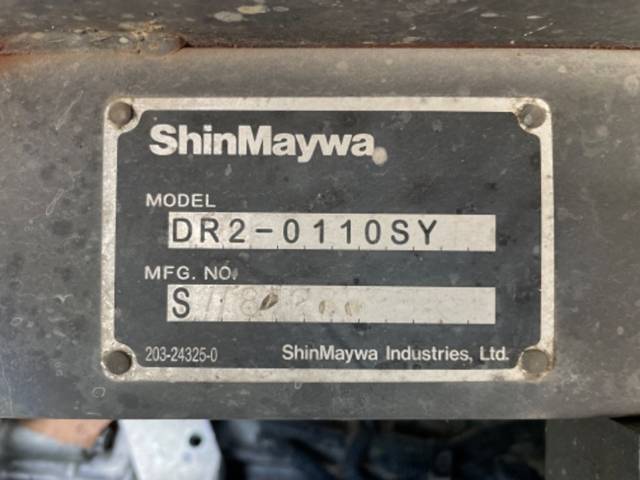 ShinMaywa
MODEL
DR2-0110SY
MFG. NO.
S
203-24325-0
ShinMaywa Industries, Ltd.